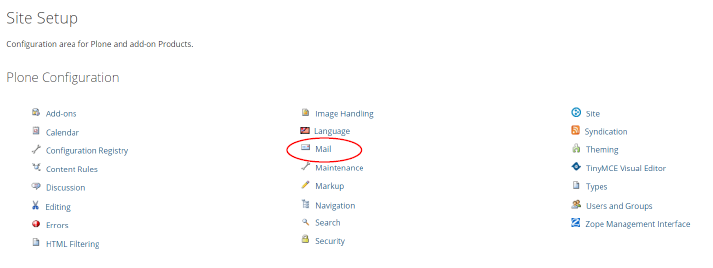 Site Setup
Configuration area for Plone and add-on Products.
Plone Configuration
Add-ons
Calendar
Configuration Registry
Content Rules
Discussion
Editing
Errors
HTML Filtering
Image Handling
Language
Mail
Maintenance
Markup
Navigation
Search
Security
Site
Syndication
Theming
TinyMCE Visual Editor
Types
Users and Groups
Zope Management Interface